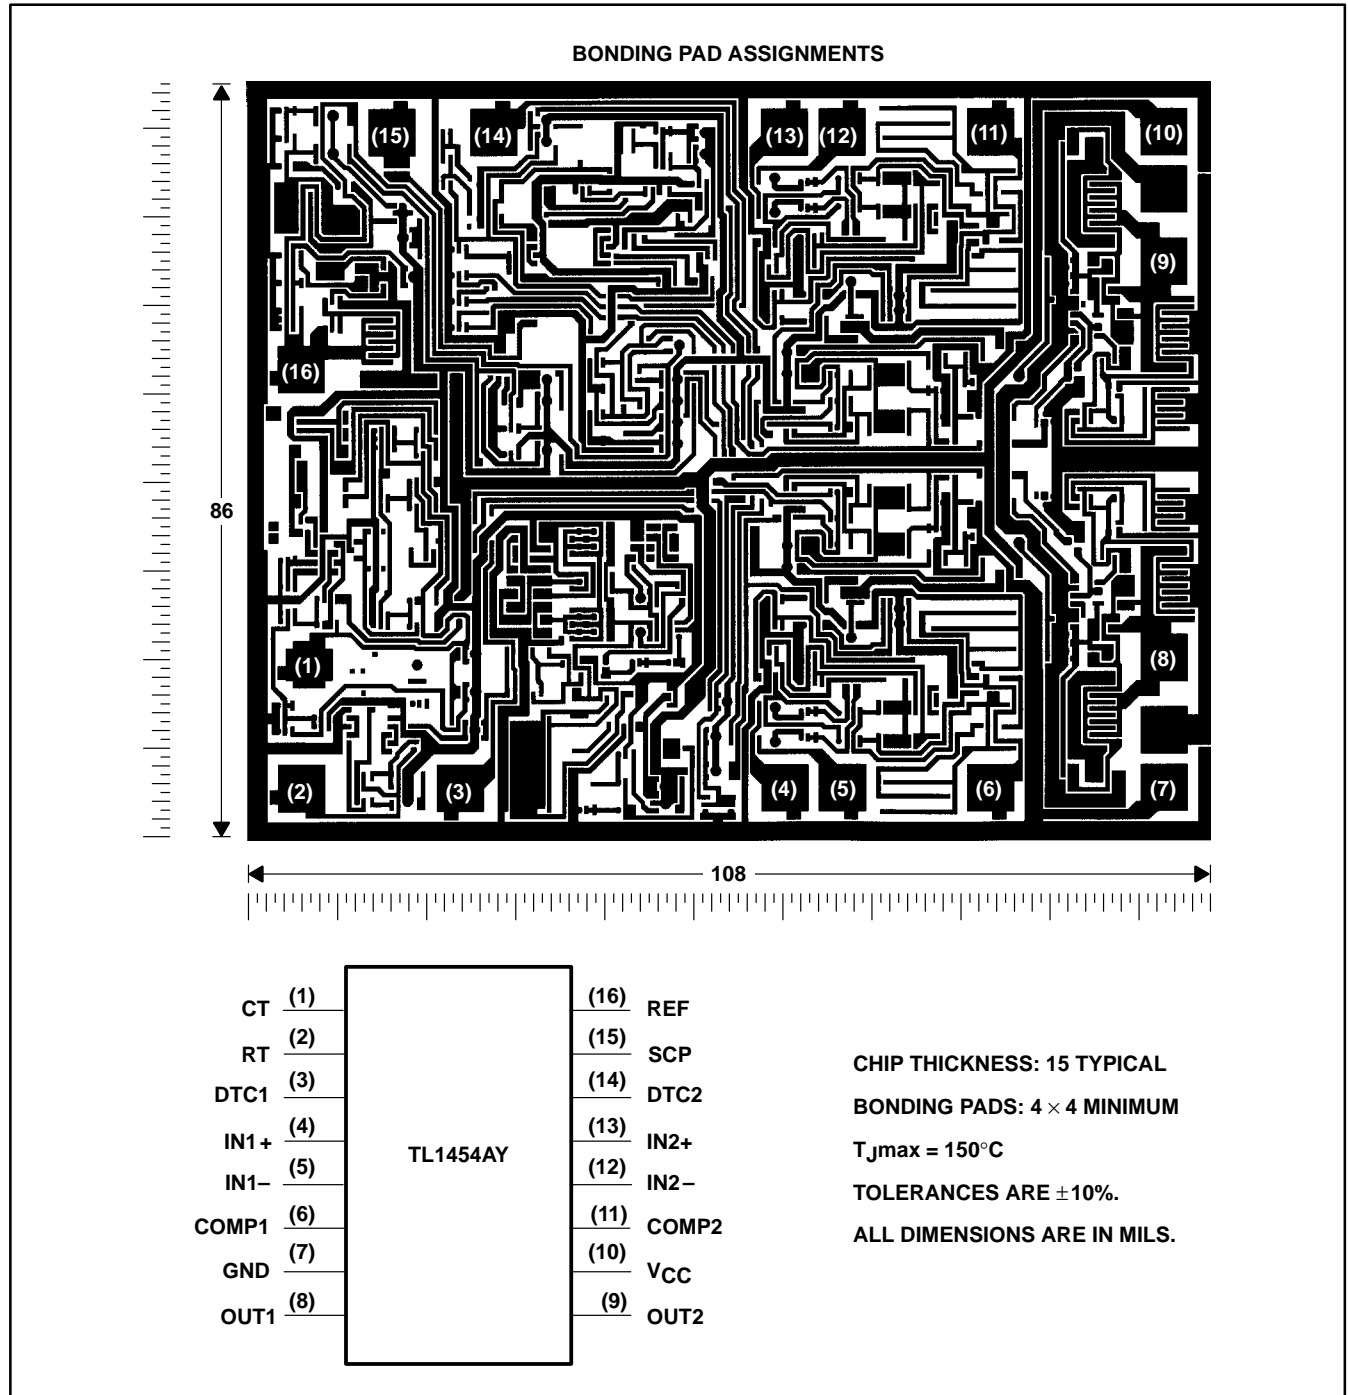 BONDING PAD ASSIGNMENTS
(15)
(14)
(13)
(12)
(11)
(10)
(9)
(16)
86
(1)
(8)
(2)
(3)
(4)
(5)
(6)
(7)
108
CT (1)
RT (2)
DTC1 (3)
IN1+ (4)
IN1− (5)
COMP1 (6)
GND (7)
OUT1 (8)
TL1454AY
(16) REF
(15) SCP
(14) DTC2
(13) IN2+
(12) IN2−
(11) COMP2
(10) VCC
(9) OUT2
CHIP THICKNESS: 15 TYPICAL
BONDING PADS: 4 × 4 MINIMUM
TJmax = 150°C
TOLERANCES ARE ±10%.
ALL DIMENSIONS ARE IN MILS.